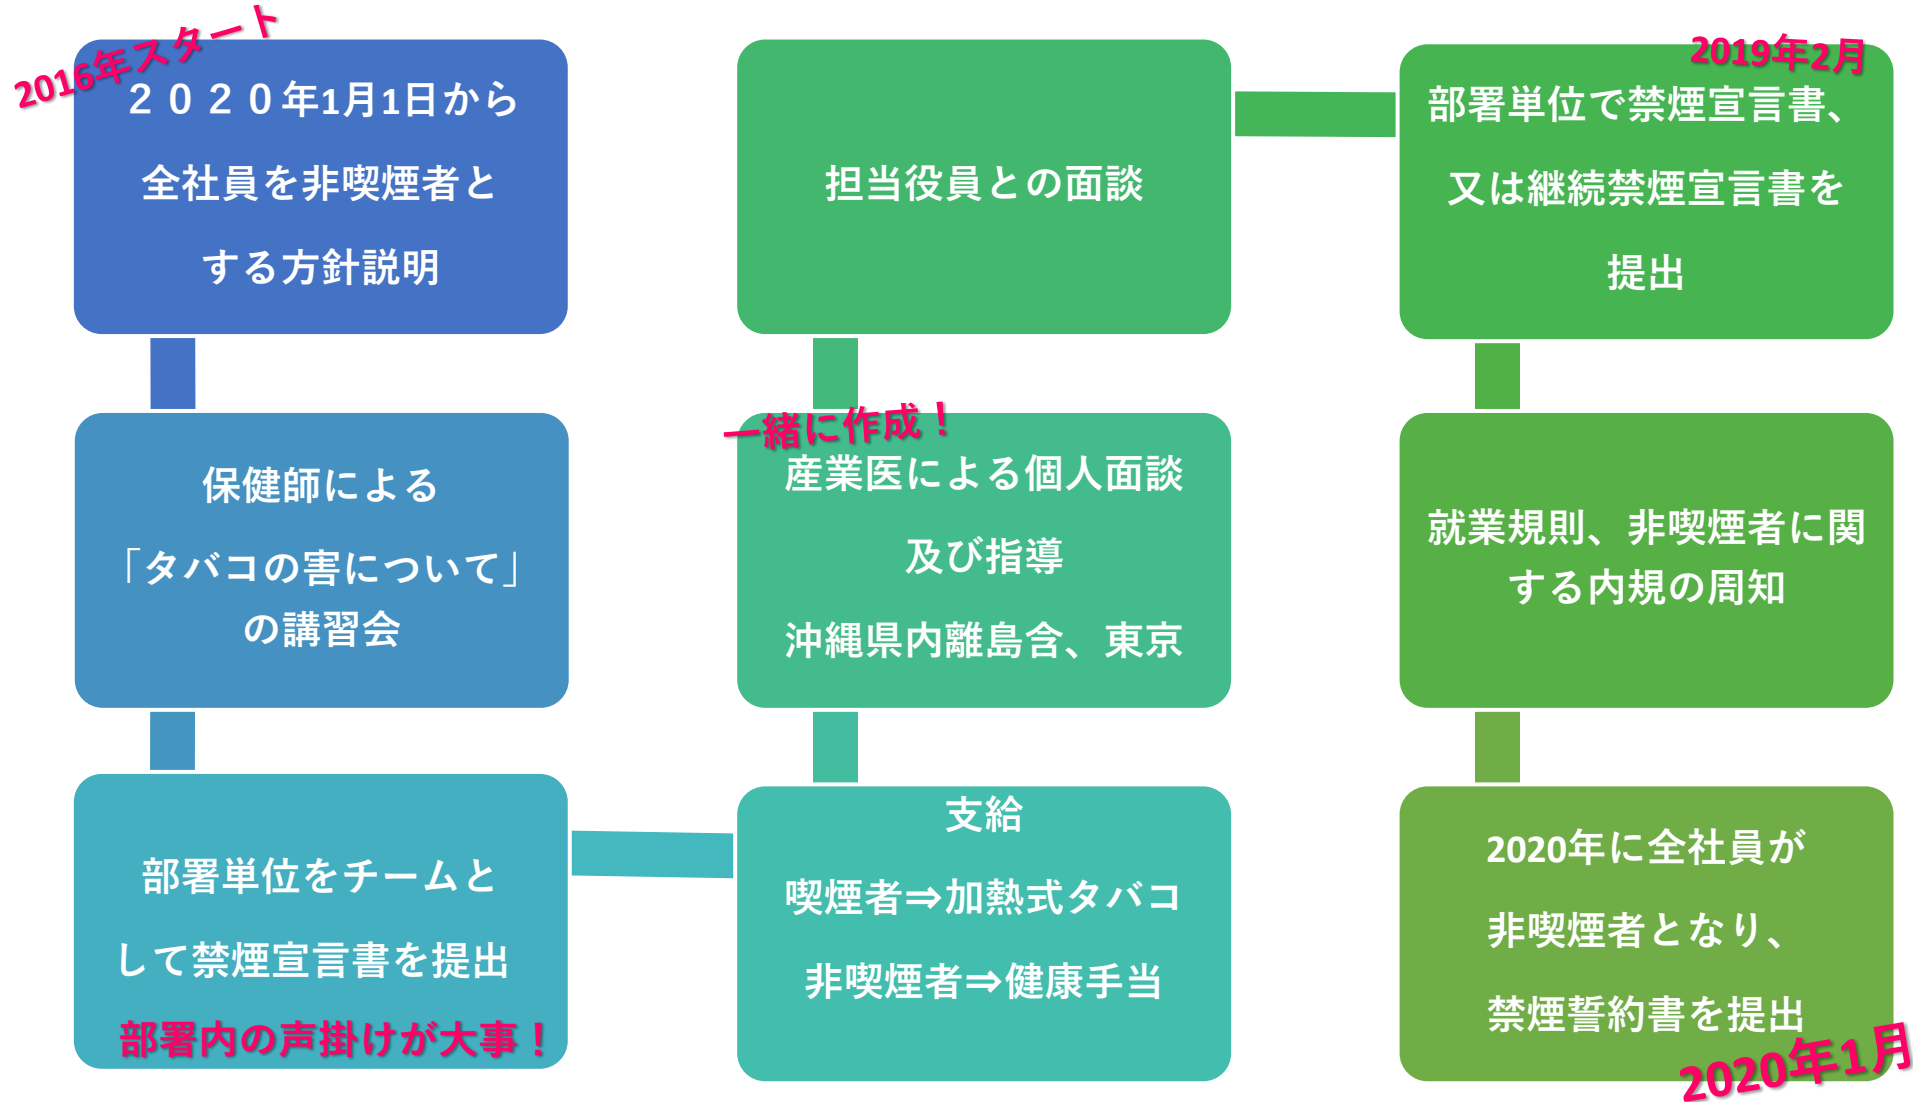 2016年スタート
２０２０年1月1日から
全社員を非喫煙者と
する方針説明
保健師による
「タバコの害について」
の講習会
部署単位をチームと
して禁煙宣言書を提出
部署内の声掛けが大事！
支給
喫煙者⇒加熱式タバコ
非喫煙者⇒健康手当
一緒に作成！
産業医による個人面談
及び指導
沖縄県内離島含、東京
担当役員との面談
2019年2月
部署単位で禁煙宣言書、
又は継続禁煙宣言書を
提出
就業規則、非喫煙者に関
する内規の周知
2020年に全社員が
非喫煙者となり、
禁煙誓約書を提出
2020年1月